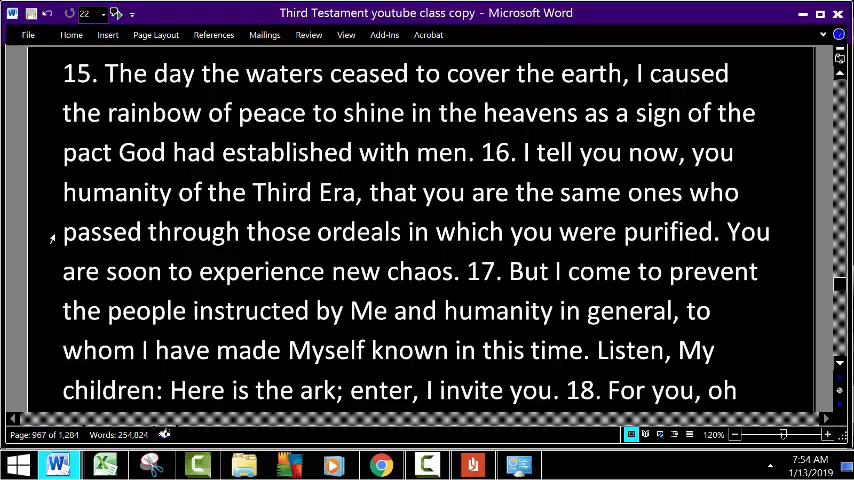 Third Testament youtube class copy - Microsoft Word
22
File Home Insert Page Layout References Mailings Review View Add-Ins Acrobat
15. The day the waters ceased to cover the earth, I caused
the rainbow of peace to shine in the heavens as a sign of the
pact God had established with men. 16. I tell you now, you
humanity of the Third Era, that you are the same ones who
passed through those ordeals in which you were purified. You
are soon to experience new chaos. 17. But I come to prevent
the people instructed by Me and humanity in general, to
whom I have made Myself known in this time. Listen, My
children: Here is the ark; enter, I invite you. 18. For you, oh
Page: 967 of 1,284 Words: 254,824 120%
7:54 AM
1/13/2019